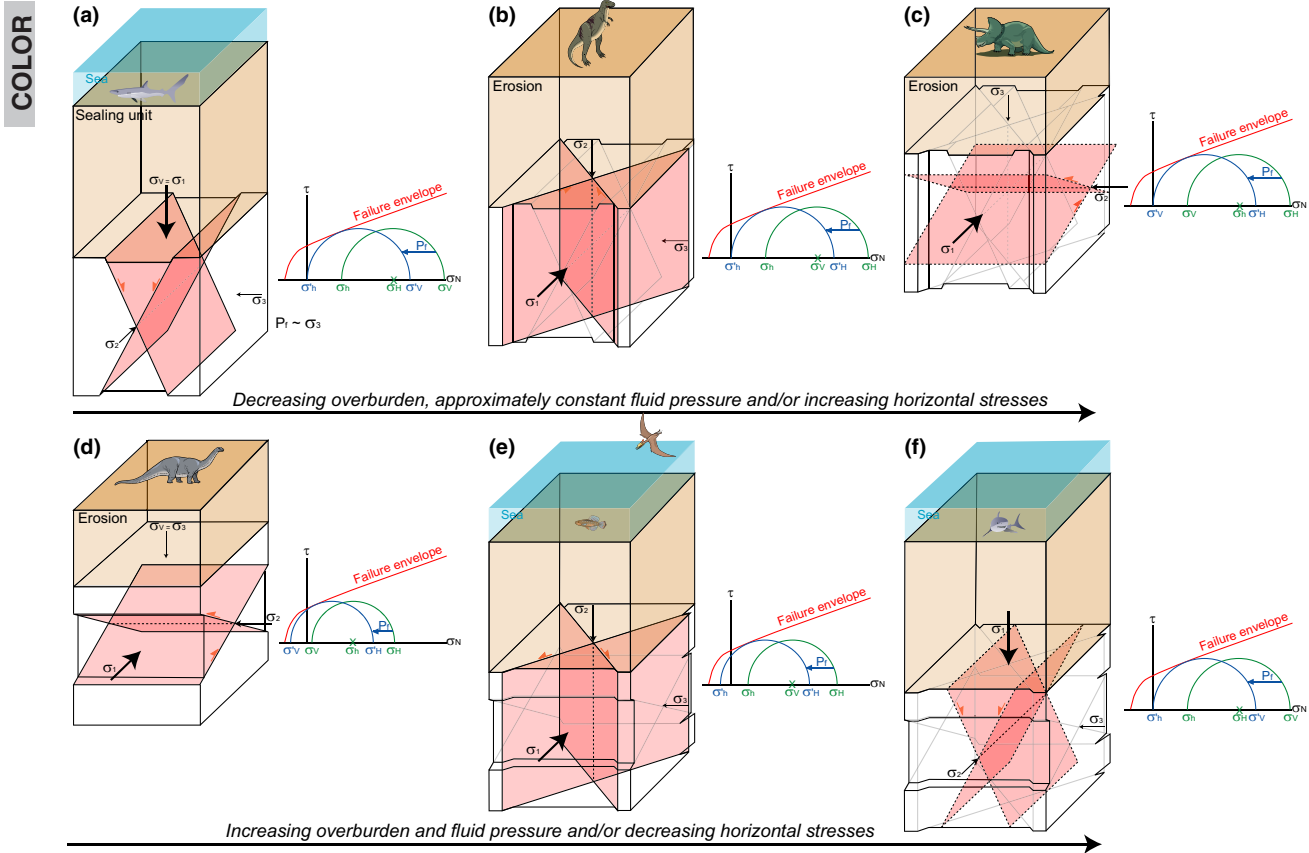 COLOR
(a)
Sea
Sealing unit
σV = σ1
σ2
σ3
Pf ~ σ3
τ
Failure envelope
Pf
σN
σ'h
σh
σH
σ'V
σV
(b)
Erosion
σ2
σ1
σ3
τ
Failure envelope
Pf
σN
σ'h
σh
σV
σ'H
σH
(c)
Erosion
σ3
σ2
σ1
τ
Failure envelope
Pf
σN
σ'V
σV
σh
σ'H
σH
Decreasing overburden, approximately constant fluid pressure and/or increasing horizontal stresses
(d)
Erosion
σV = σ3
σ2
σ1
τ
Failure envelope
Pf
σN
σ'V
σV
σh
σ'H
σH
(e)
Sea
σ2
σ1
σ3
τ
Failure envelope
Pf
σN
σ'h
σh
σV
σ'H
σH
(f)
Sea
σ1
σ3
σ2
τ
Failure envelope
Pf
σN
σ'h
σh
σH
σ'V
σV
Increasing overburden and fluid pressure and/or decreasing horizontal stresses